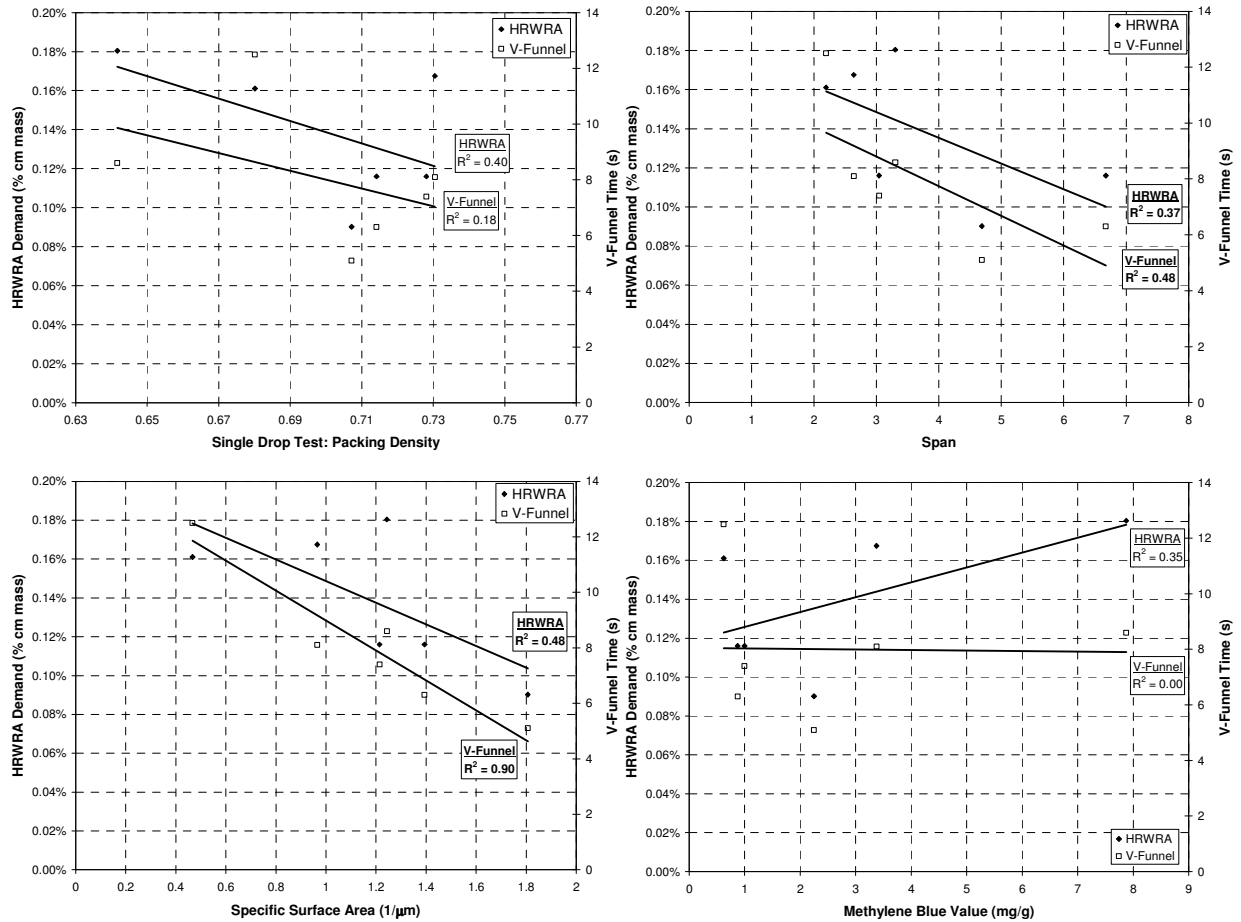 0.20%
0.18%
0.16%
0.14%
0.12%
0.10%
0.08%
0.06%
0.04%
0.02%
0.00%
HRWRA Demand (% cm mass)
14
12
10
8
6
4
2
0
V-Funnel Time (s)
0.63 0.65 0.67 0.69 0.71 0.73 0.75 0.77
Single Drop Test: Packing Density
HRWRA
V-Funnel
HRWRA
R² = 0.40
V-Funnel
R² = 0.18
0.20%
0.18%
0.16%
0.14%
0.12%
0.10%
0.08%
0.06%
0.04%
0.02%
0.00%
HRWRA Demand (% cm mass)
14
12
10
8
6
4
2
0
V-Funnel Time (s)
0 1 2 3 4 5 6 7 8
Span
HRWRA
V-Funnel
HRWRA
R² = 0.37
V-Funnel
R² = 0.48
0.20%
0.18%
0.16%
0.14%
0.12%
0.10%
0.08%
0.06%
0.04%
0.02%
0.00%
HRWRA Demand (% cm mass)
14
12
10
8
6
4
2
0
V-Funnel Time (s)
0 0.2 0.4 0.6 0.8 1 1.2 1.4 1.6 1.8 2
Specific Surface Area (1/μm)
HRWRA
V-Funnel
HRWRA
R² = 0.48
V-Funnel
R² = 0.90
0.20%
0.18%
0.16%
0.14%
0.12%
0.10%
0.08%
0.06%
0.04%
0.02%
0.00%
HRWRA Demand (% cm mass)
14
12
10
8
6
4
2
0
V-Funnel Time (s)
0 1 2 3 4 5 6 7 8 9
Methylene Blue Value (mg/g)
HRWRA
R² = 0.35
V-Funnel
R² = 0.00
HRWRA
V-Funnel